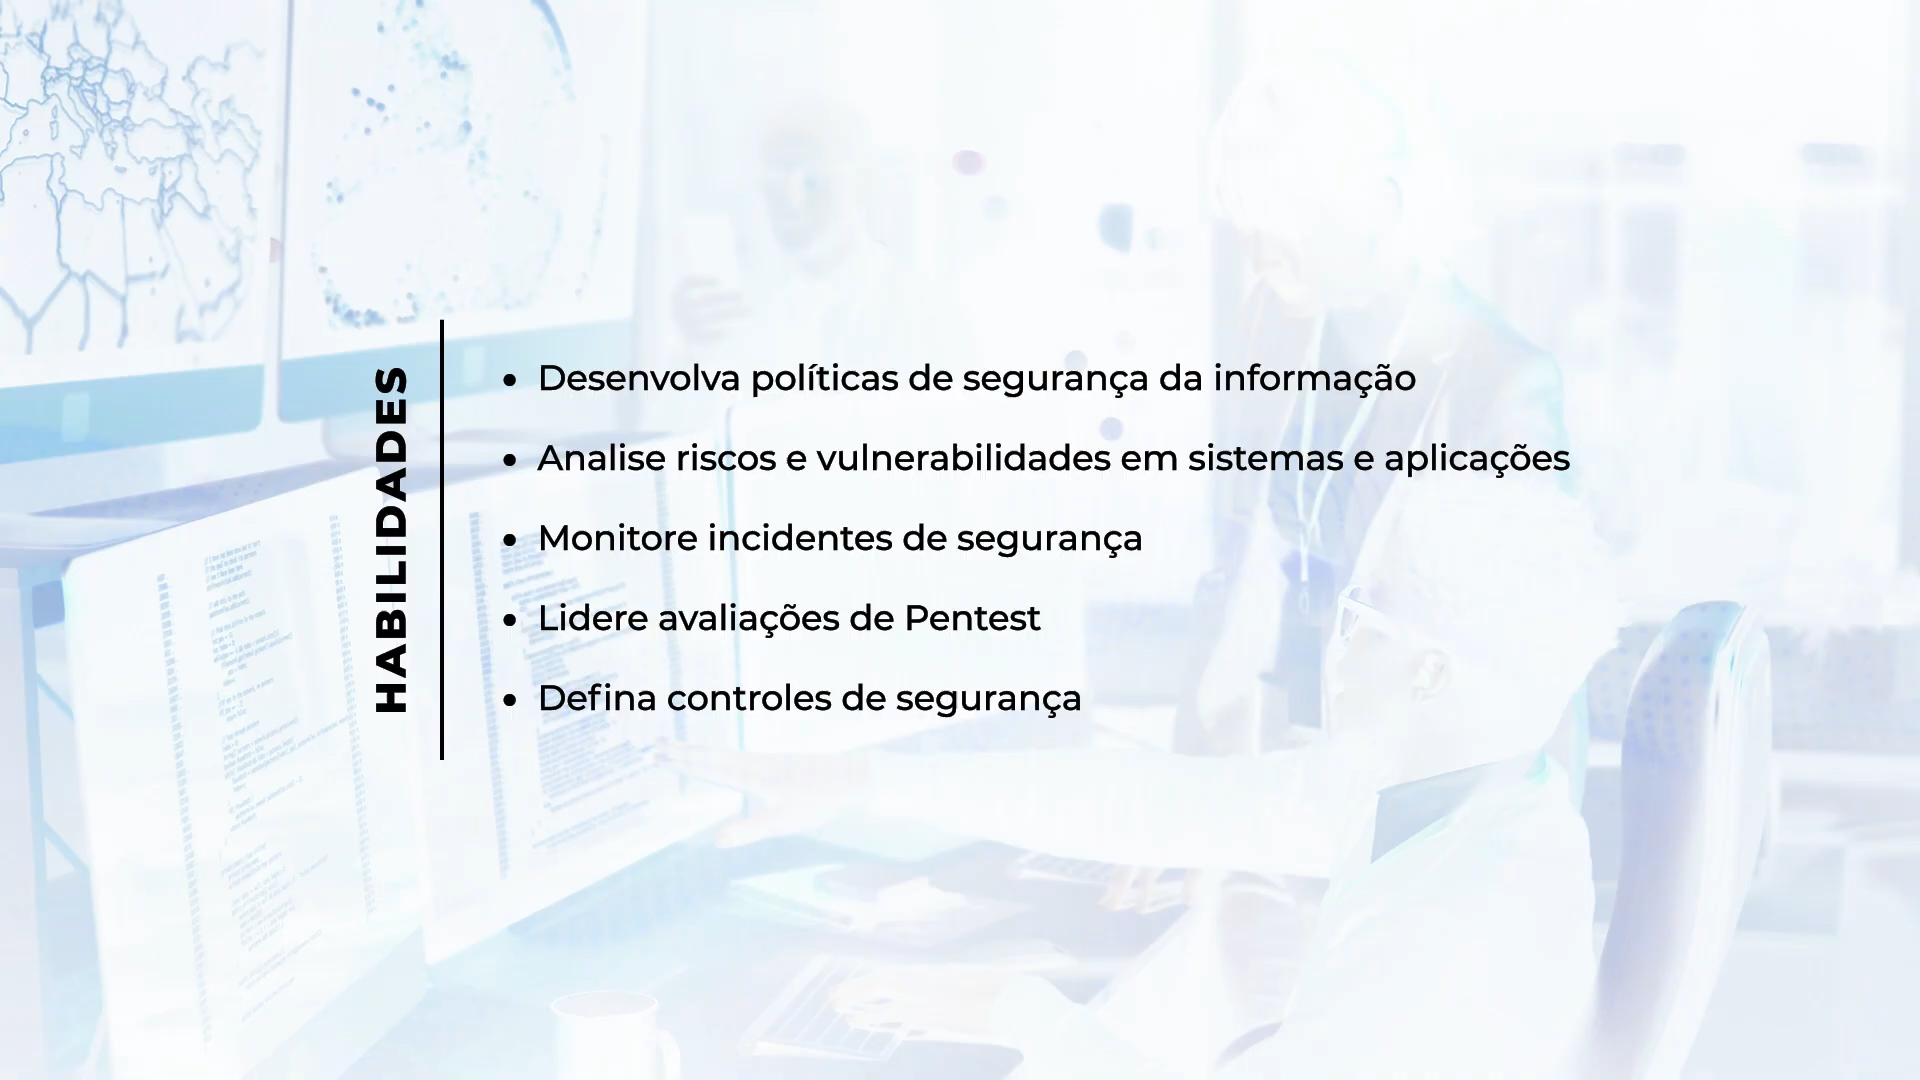 HABILIDADES
• Desenvolva políticas de segurança da informação
• Analise riscos e vulnerabilidades em sistemas e aplicações
• Monitore incidentes de segurança
• Lidere avaliações de Pentest
• Defina controles de segurança